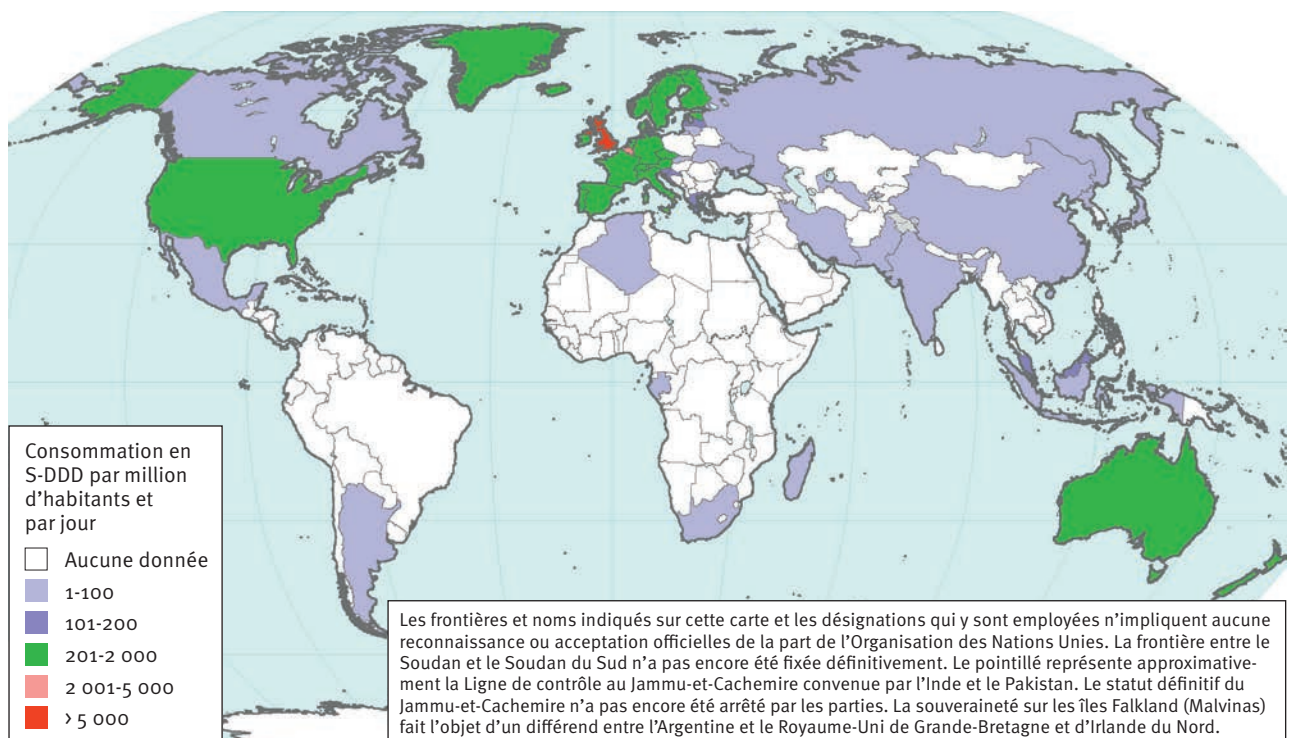 Consommation en
S-DDD par million
d’habitants et
par jour
Aucune donnée
1-100
101-200
201-2 000
2 001-5 000
> 5 000
Les frontières et noms indiqués sur cette carte et les désignations qui y sont employées n’impliquent aucune
reconnaissance ou acceptation officielles de la part de l’Organisation des Nations Unies. La frontière entre le
Soudan et le Soudan du Sud n’a pas encore été fixée définitivement. Le pointillé représente approximative-
ment la Ligne de contrôle au Jammu-et-Cachemire convenue par l’Inde et le Pakistan. Le statut définitif du
Jammu-et-Cachemire n’a pas encore été arrêté par les parties. La souveraineté sur les îles Falkland (Malvinas)
fait l’objet d’un différend entre l’Argentine et le Royaume-Uni de Grande-Bretagne et d’Irlande du Nord.